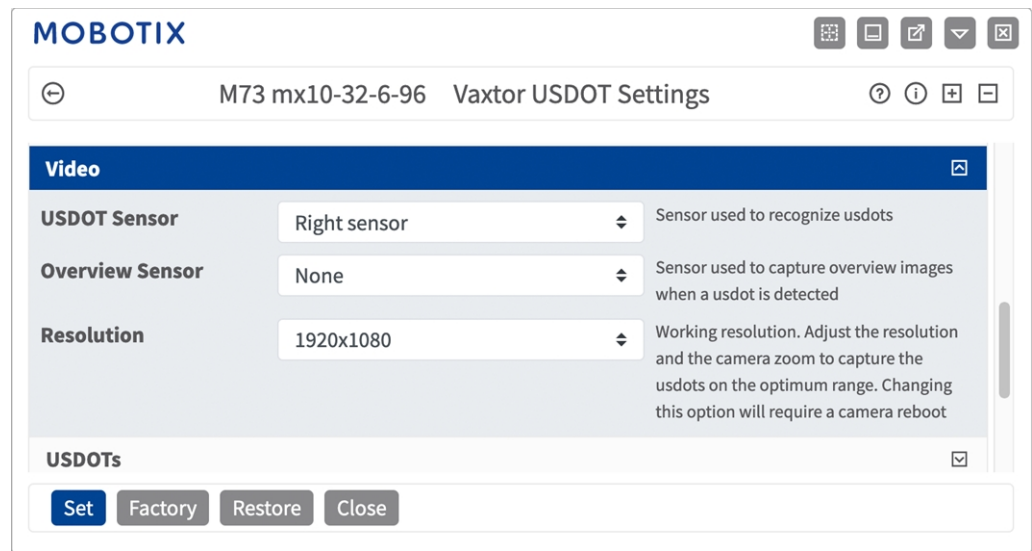 MOBOTIX
M73 mx10-32-6-96 Vaxtor USDOT Settings
Video
USDOT Sensor
Right sensor
Sensor used to recognize usdots
Overview Sensor
None
Sensor used to capture overview images
when a usdot is detected
Resolution
1920x1080
Working resolution. Adjust the resolution
and the camera zoom to capture the
usdots on the optimum range. Changing
this option will require a camera reboot
USDOTs
Set Factory Restore Close